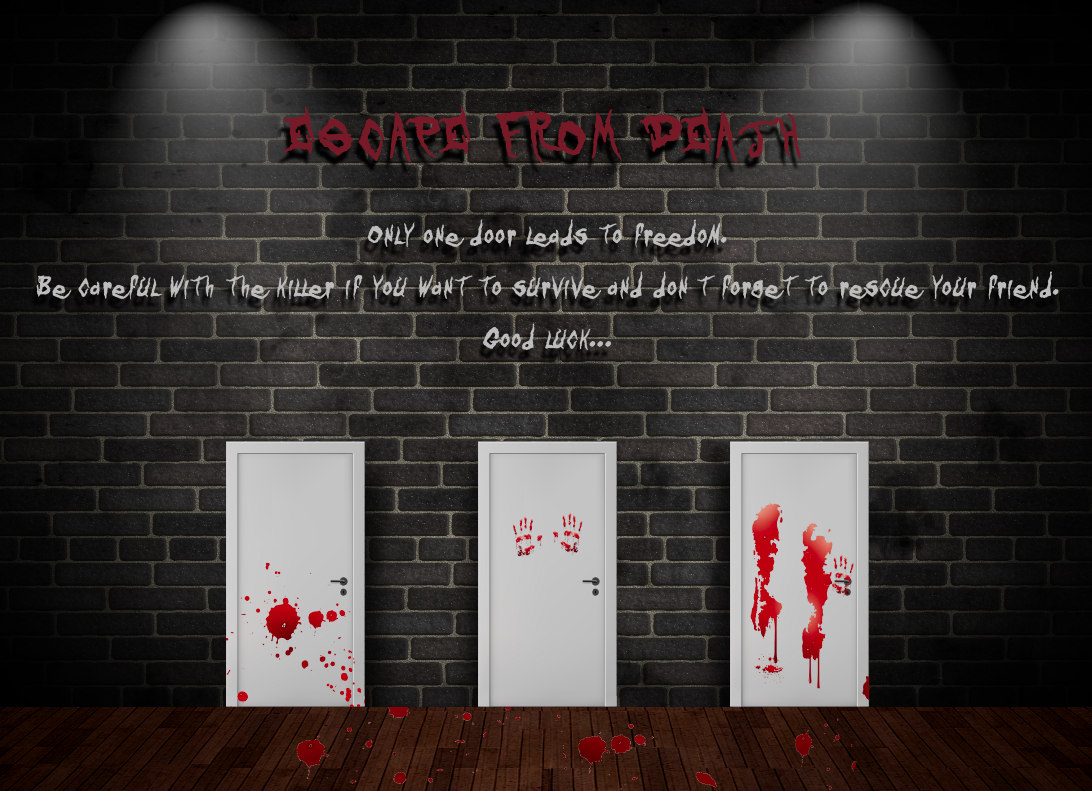 ESCAPE FROM DEATH
Only one door leads to freedom.
Be careful with the killer if you want to survive and don t forget to rescue your friend.
Good luck...